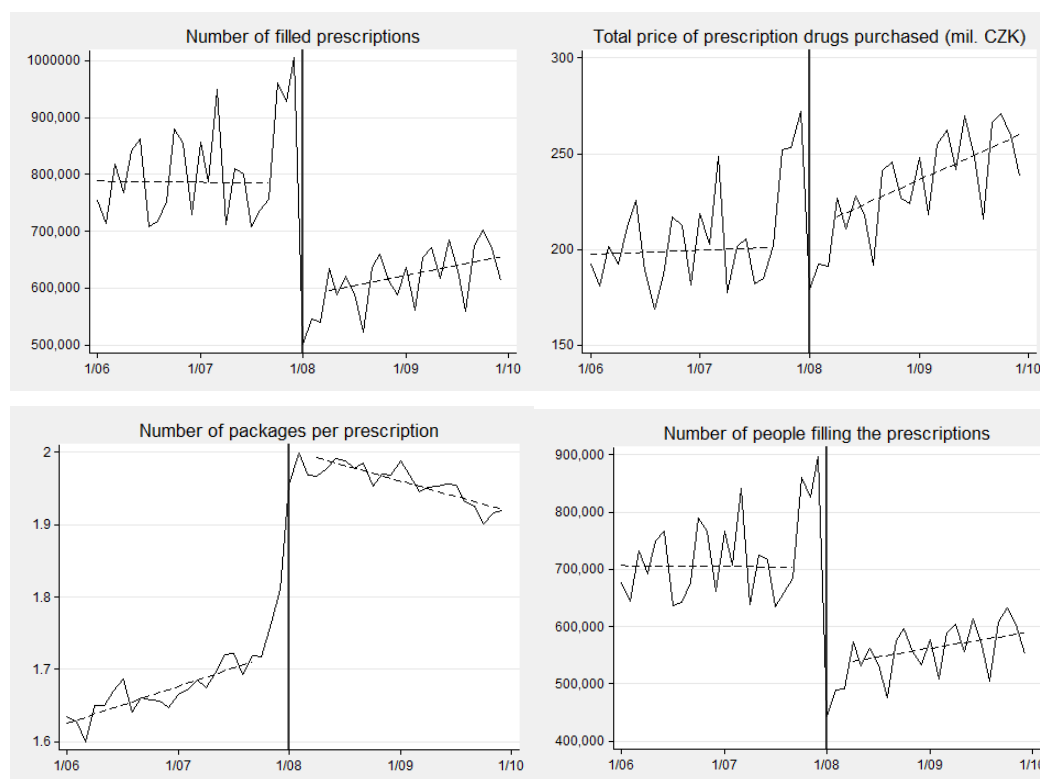 Number of filled prescriptions
1000000
900,000
800,000
700,000
600,000
500,000
1/06 1/07 1/08 1/09 1/10
Total price of prescription drugs purchased (mil. CZK)
300
250
200
150
1/06 1/07 1/08 1/09 1/10
Number of packages per prescription
2
1.9
1.8
1.7
1.6
1/06 1/07 1/08 1/09 1/10
Number of people filling the prescriptions
900,000
800,000
700,000
600,000
500,000
400,000
1/06 1/07 1/08 1/09 1/10